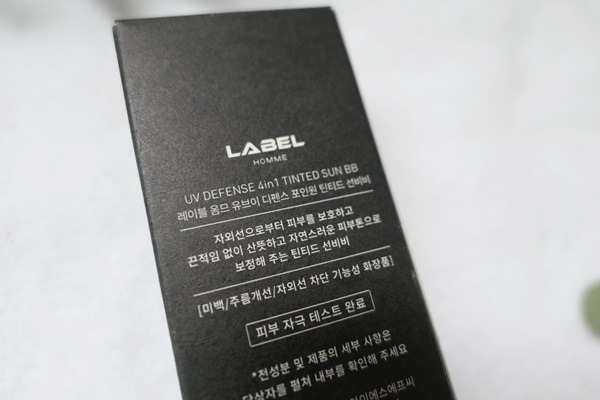 LABEL
HOMME
UV DEFENSE 4in1 TINTED SUN BB
레이블 옴므 유브이 디펜스 포인원 틴티드 선비비
자외선으로부터 피부를 보호하고
끈적임 없이 산뜻하고 자연스러운 피부톤으로
보정해 주는 틴티드 선비비
[미백/주름개선/자외선 차단 기능성 화장품]
피부 자극 테스트 완료
*전성분 및 제품의 세부 사항은
단상자를 펼쳐 내부를 확인해 주세요